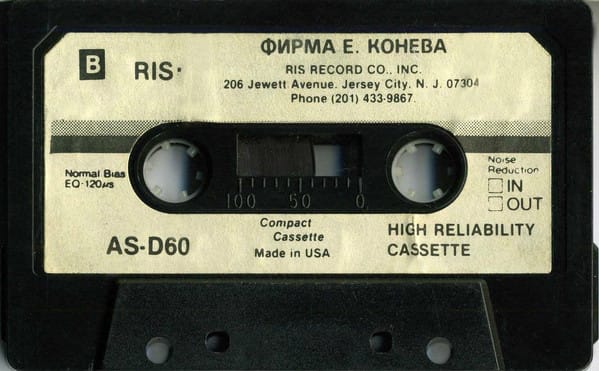 B
RIS·
ФИРМА Е. КОНЕВА
RIS RECORD CO., INC.
206 Jewett Avenue. Jersey City. N. J. 07304
Phone (201) 433-9867.
Normal Bias
EQ-120µs
100 50 0
Noise
Reduction
IN
OUT
AS-D60
Compact
Cassette
Made in USA
HIGH RELIABILITY
CASSETTE